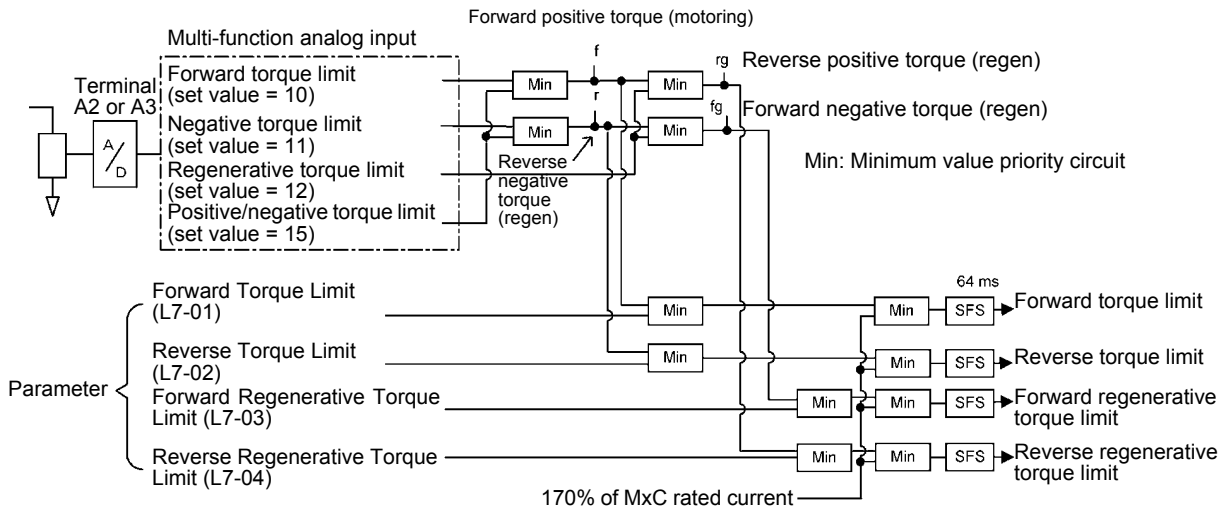 Forward positive torque (motoring)
Multi-function analog input
Terminal
A2 or A3
A/D
Forward torque limit
(set value = 10)
Negative torque limit
(set value = 11)
Regenerative torque limit
(set value = 12)
Positive/negative torque limit
(set value = 15)
Min
f
Min
rg
Reverse positive torque (regen)
Min
r
Min
fg
Forward negative torque (regen)
Reverse
negative
torque
(regen)
Min: Minimum value priority circuit
Parameter
Forward Torque Limit
(L7-01)
Min
Min
64 ms
SFS
Forward torque limit
Reverse Torque Limit
(L7-02)
Min
Min
SFS
Reverse torque limit
Forward Regenerative Torque
Limit (L7-03)
Min
Min
SFS
Forward regenerative
torque limit
Reverse Regenerative Torque
Limit (L7-04)
Min
Min
SFS
Reverse regenerative
torque limit
170% of MxC rated current